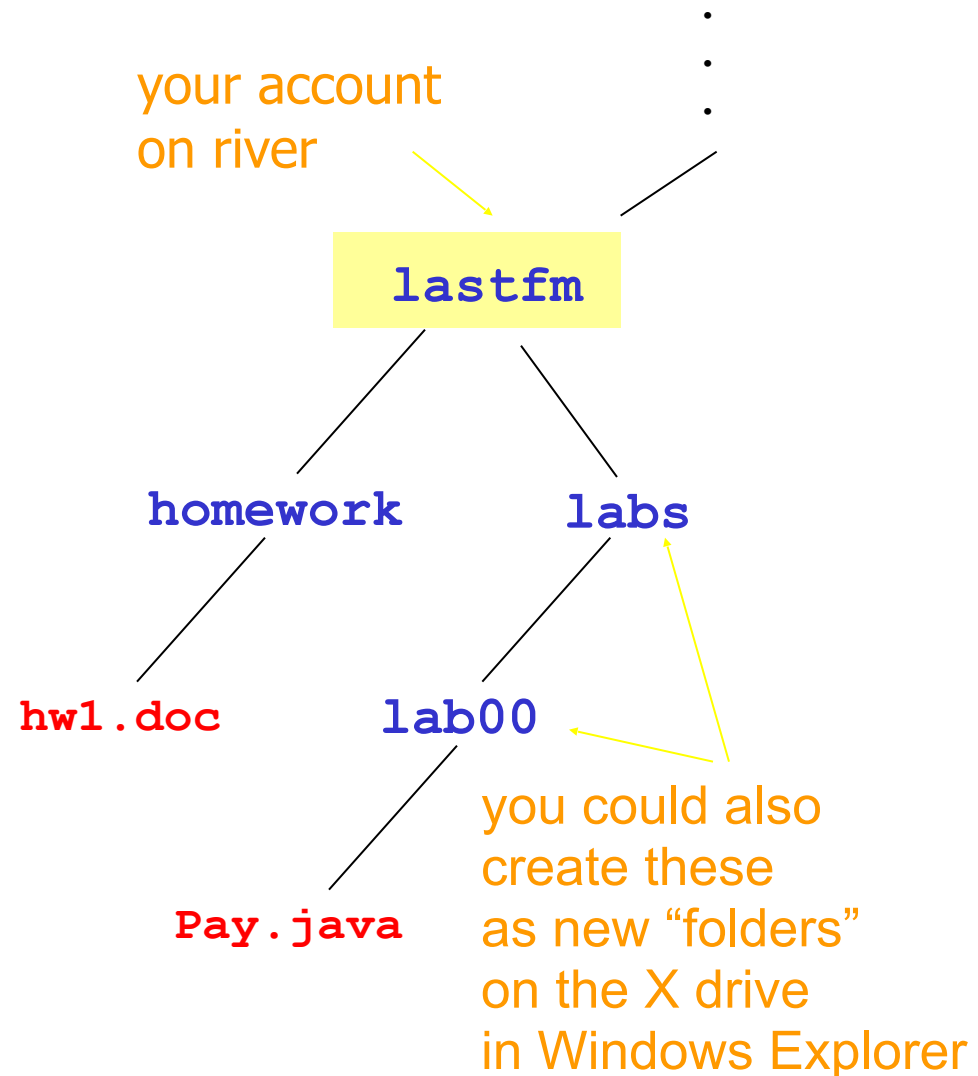 your account
on river
lastfm
homework
labs
hw1.doc
lab00
you could also
create these
as new “folders”
on the X drive
in Windows Explorer
Pay.java